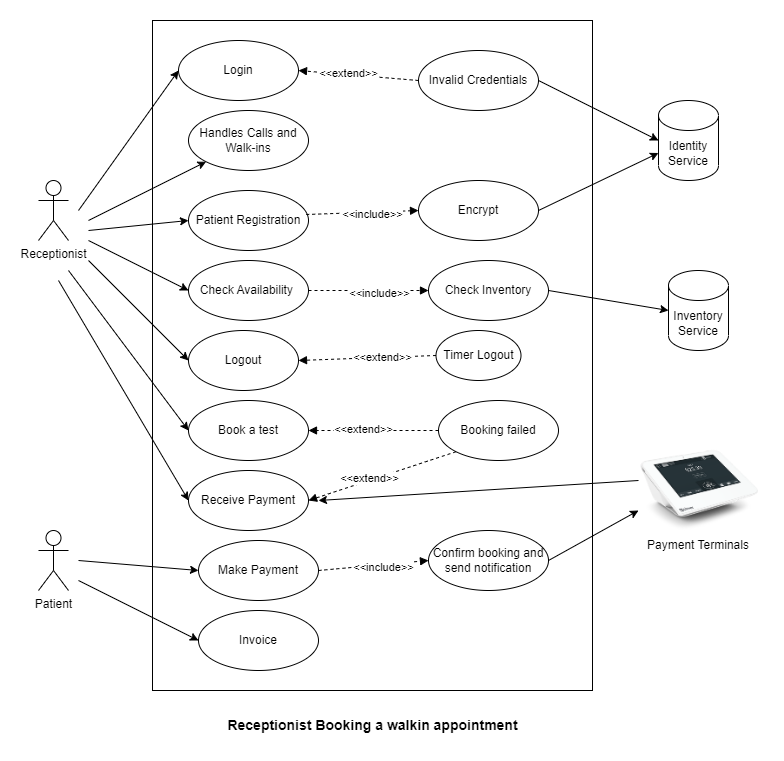 Login
<<extend>>
Invalid Credentials
Handles Calls and
Walk-ins
Identity
Service
Receptionist
Patient Registration
<<include>>
Encrypt
Check Availability
<<include>>
Check Inventory
Inventory
Service
Logout
<<extend>>
Timer Logout
Book a test
<<extend>>
Booking failed
<<extend>>
Receive Payment
Payment Terminals
Patient
Make Payment
<<include>>
Confirm booking and
send notification
Invoice
Receptionist Booking a walkin appointment